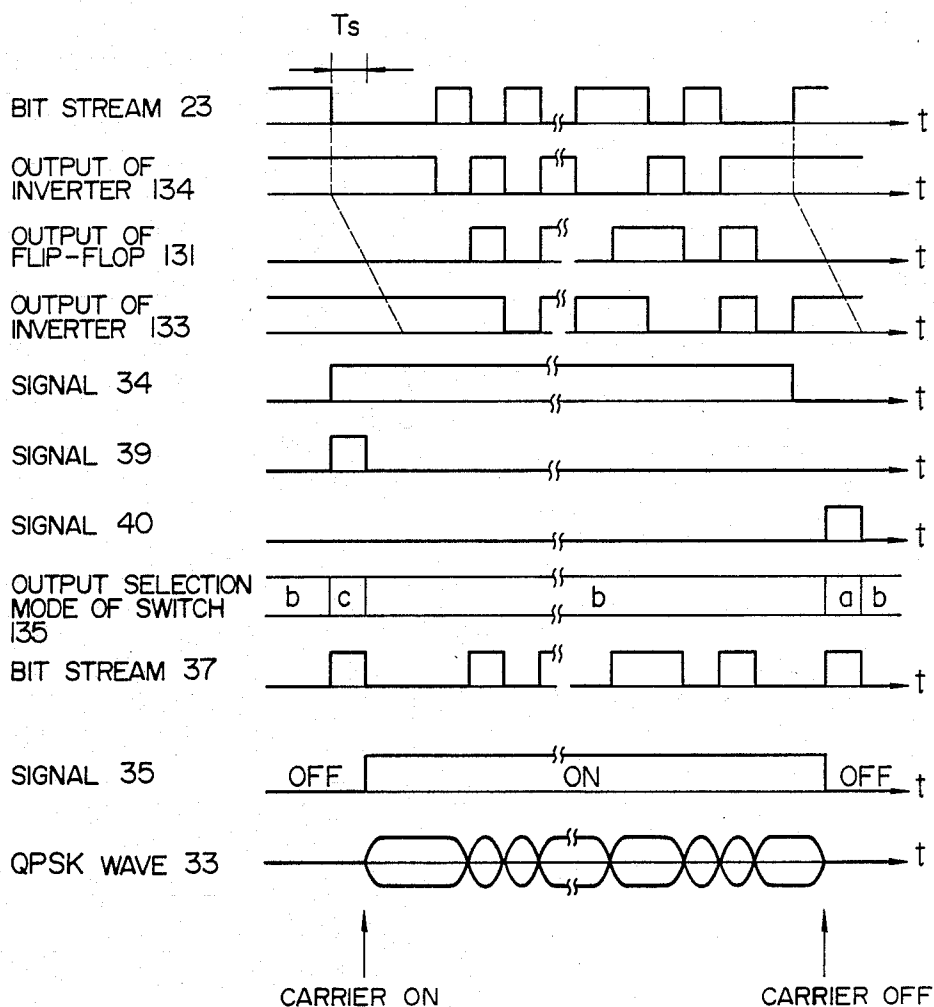 Ts
BIT STREAM 23
t
OUTPUT OF
INVERTER 134
t
OUTPUT OF
FLIP-FLOP 131
t
OUTPUT OF
INVERTER 133
t
SIGNAL 34
t
SIGNAL 39
t
SIGNAL 40
t
OUTPUT SELECTION
MODE OF SWITCH
135
b c b a b
BIT STREAM 37
t
SIGNAL 35
OFF ON OFF
t
QPSK WAVE 33
t
CARRIER ON CARRIER OFF